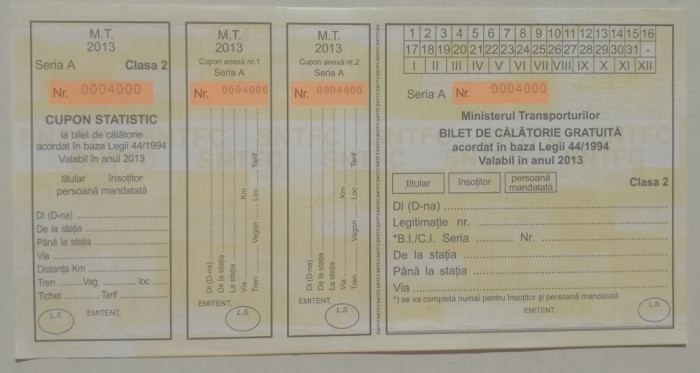 M.T.
2013
Seria A Clasa 2
Nr. 0004000
CUPON STATISTIC
la bilet de călătorie
acordat în baza Legii 44/1994
Valabil în anul 2013
titular însoțitor
persoană mandatată
Dl (D-na)
De la stația
Până la stația
Via
Distanța Km
Tren Vag loc
Tichet Tarif
L.S. EMITENT,
M.T.
2013
Cupon anexă nr.1
Seria A
Nr. 0004000
Dl (D-na)
De la stația
La stația
Via Km
Tren Vagon Loc Tarif
EMITENT,
L.S.
M.T.
2013
Cupon anexă nr.2
Seria A
Nr. 0004000
Dl (D-na)
De la stația
La stația
Via Km
Tren Vagon Loc Tarif
EMITENT,
L.S.
1 2 3 4 5 6 7 8 9 10 11 12 13 14 15 16
17 18 19 20 21 22 23 24 25 26 27 28 29 30 31 -
I II III IV V VI VII VIII IX X XI XII
Seria A Nr. 0004000
Ministerul Transporturilor
BILET DE CĂLĂTORIE GRATUITĂ
acordat în baza Legii 44/1994
Valabil în anul 2013
titular însoțitor persoană mandatată Clasa 2
Dl (D-na)
Legitimație nr.
*B.I./C.I. Seria Nr.
De la stația
Până la stația
Via
*) se va completa numai pentru însoțitor și persoană mandatată
EMITENT,
L.S.
SNTFC